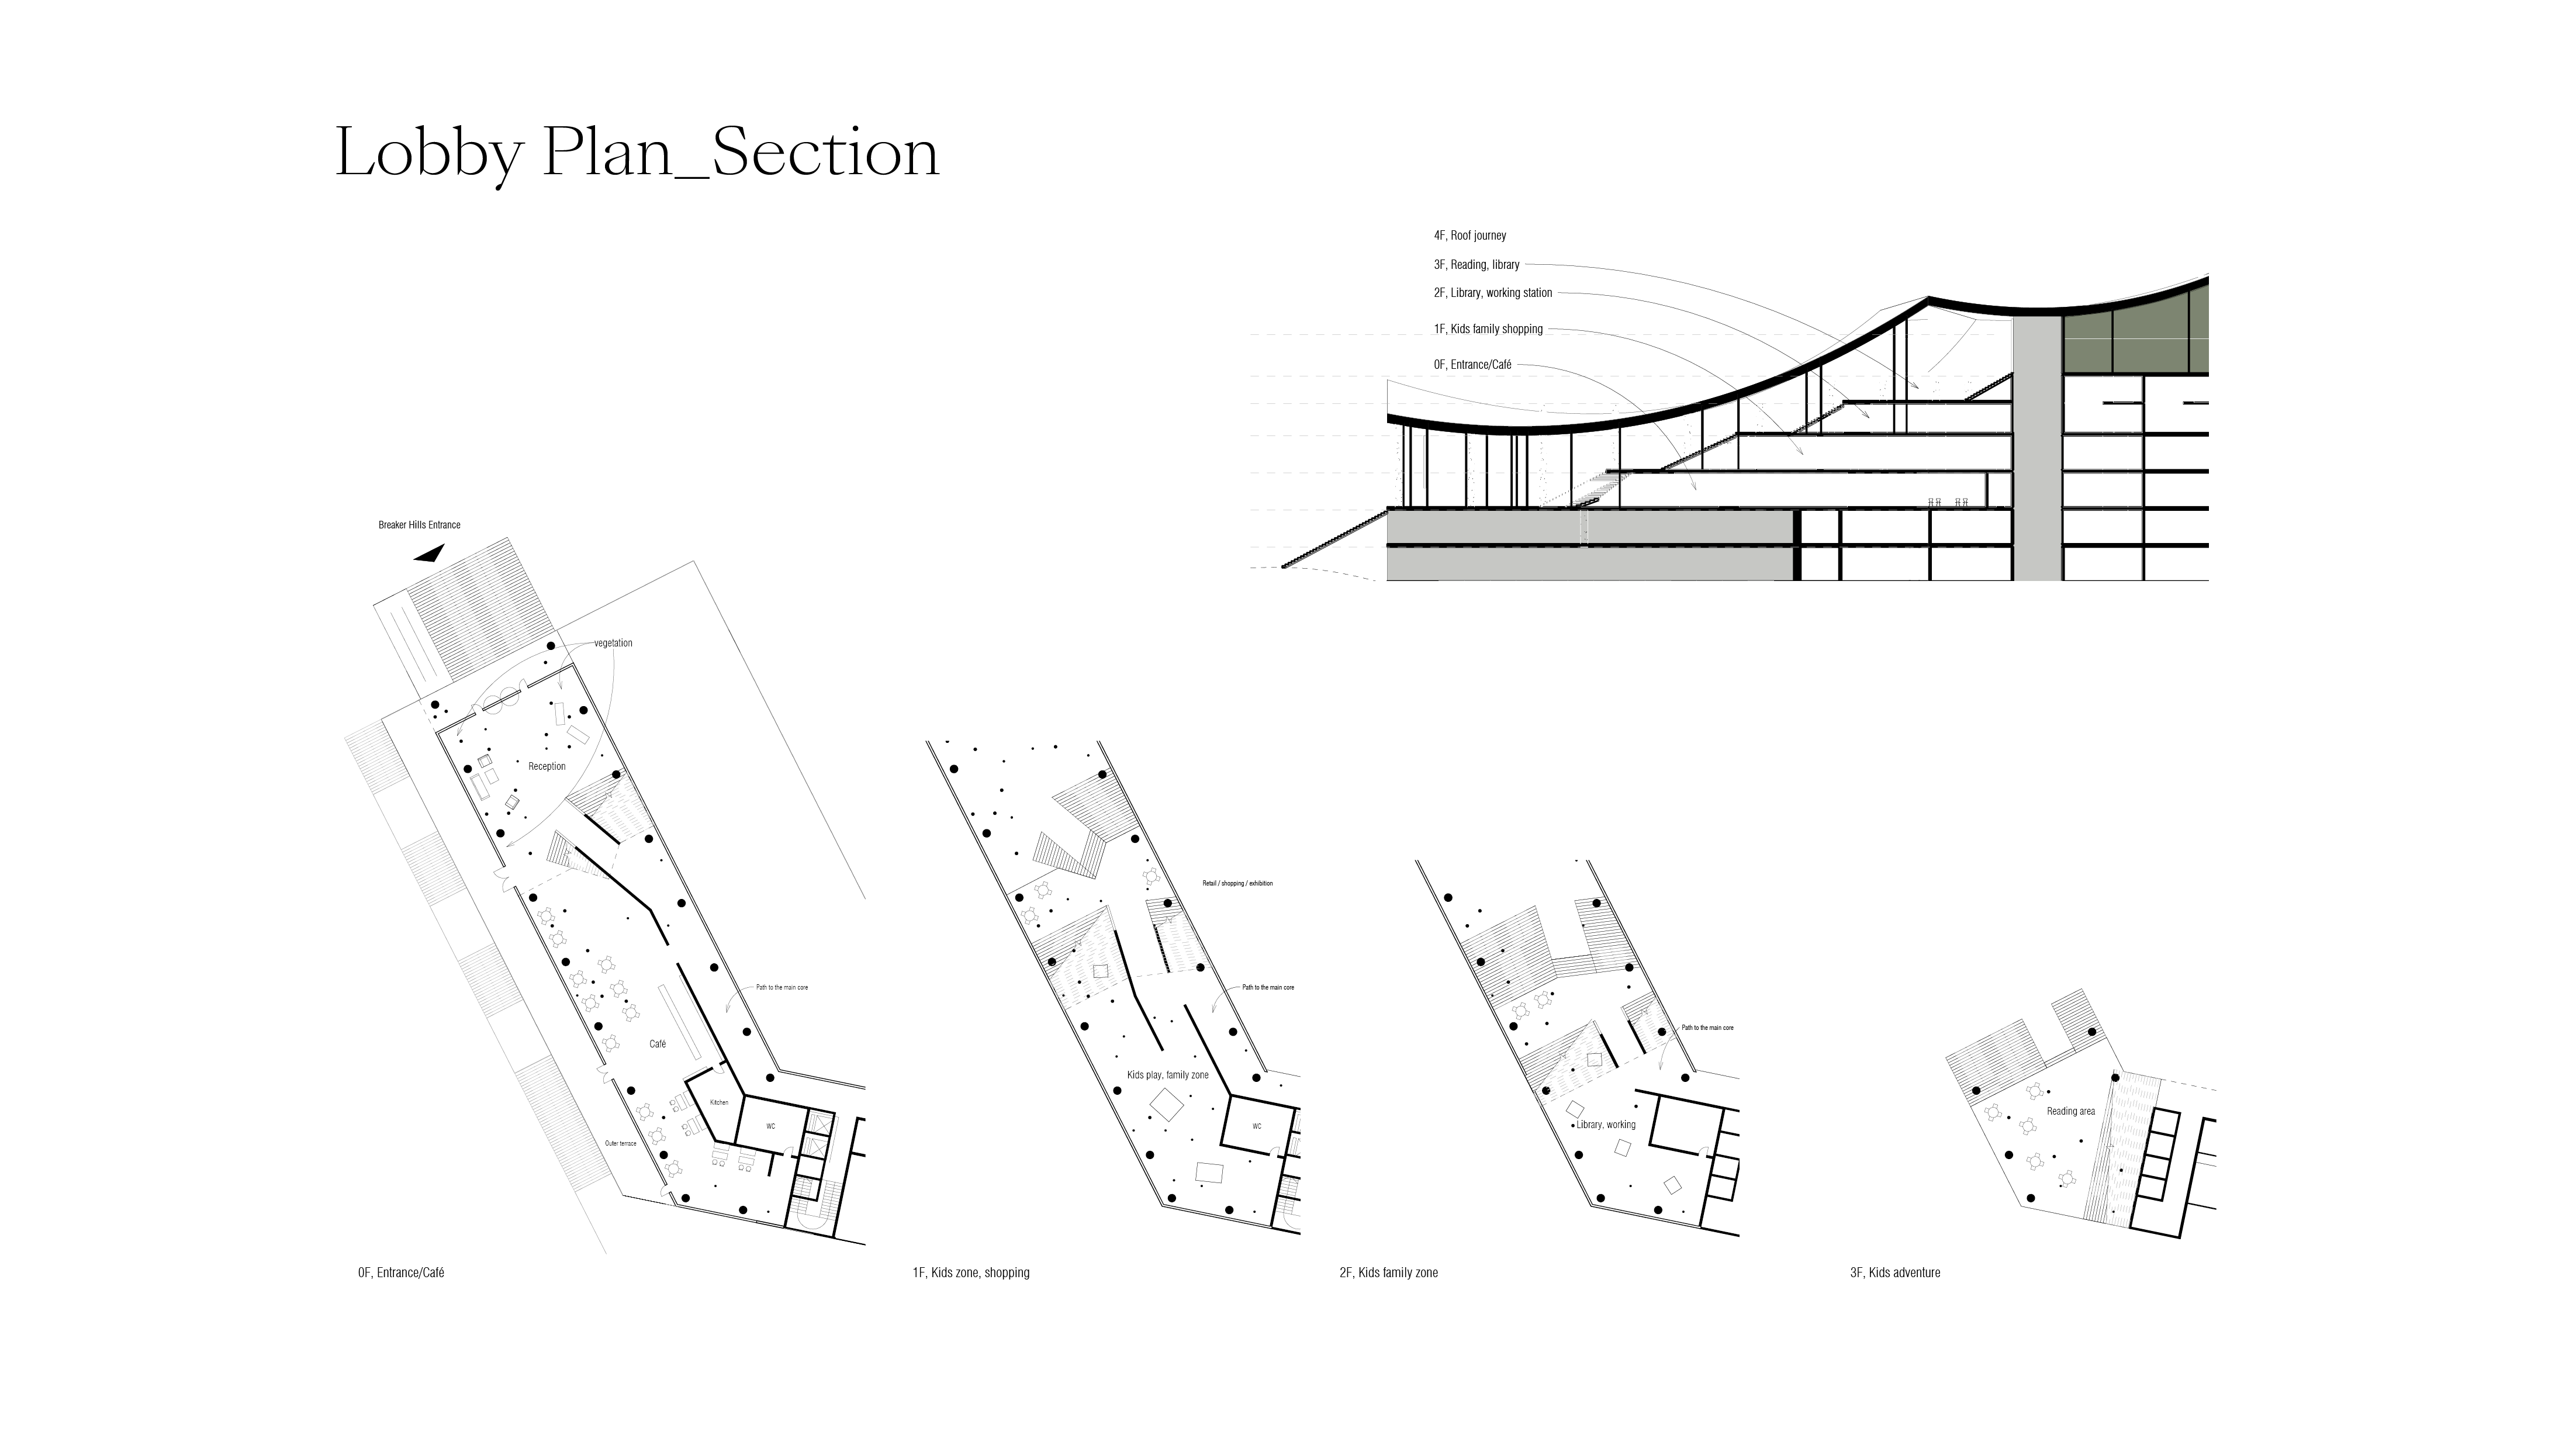 Lobby Plan_Section
4F, Roof journey
3F, Reading, library
2F, Library, working station
1F, Kids family shopping
0F, Entrance/Café
Breaker Hills Entrance
vegetation
Reception
Path to the main core
Café
Kitchen
WC
Outer terrace
0F, Entrance/Café
Retail / shopping / exhibition
Path to the main core
Kids play, family zone
WC
1F, Kids zone, shopping
Path to the main core
Library, working
2F, Kids family zone
Reading area
3F, Kids adventure